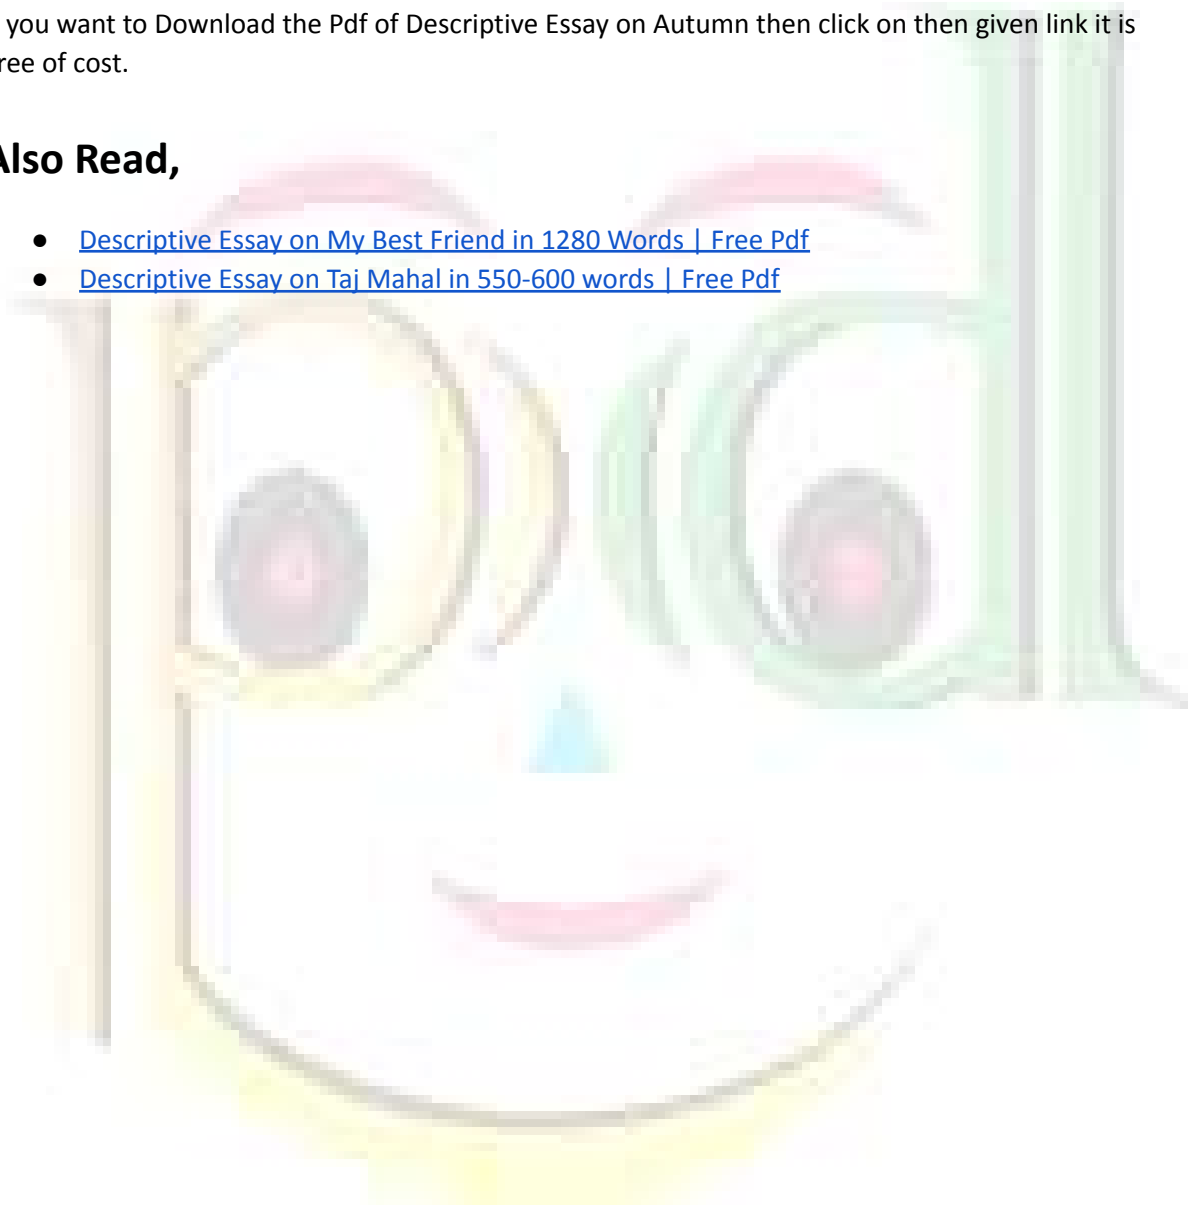 you want to Download the Pdf of Descriptive Essay on Autumn then click on then given link it is
ree of cost.
Also Read,
● Descriptive Essay on My Best Friend in 1280 Words | Free Pdf
● Descriptive Essay on Taj Mahal in 550-600 words | Free Pdf